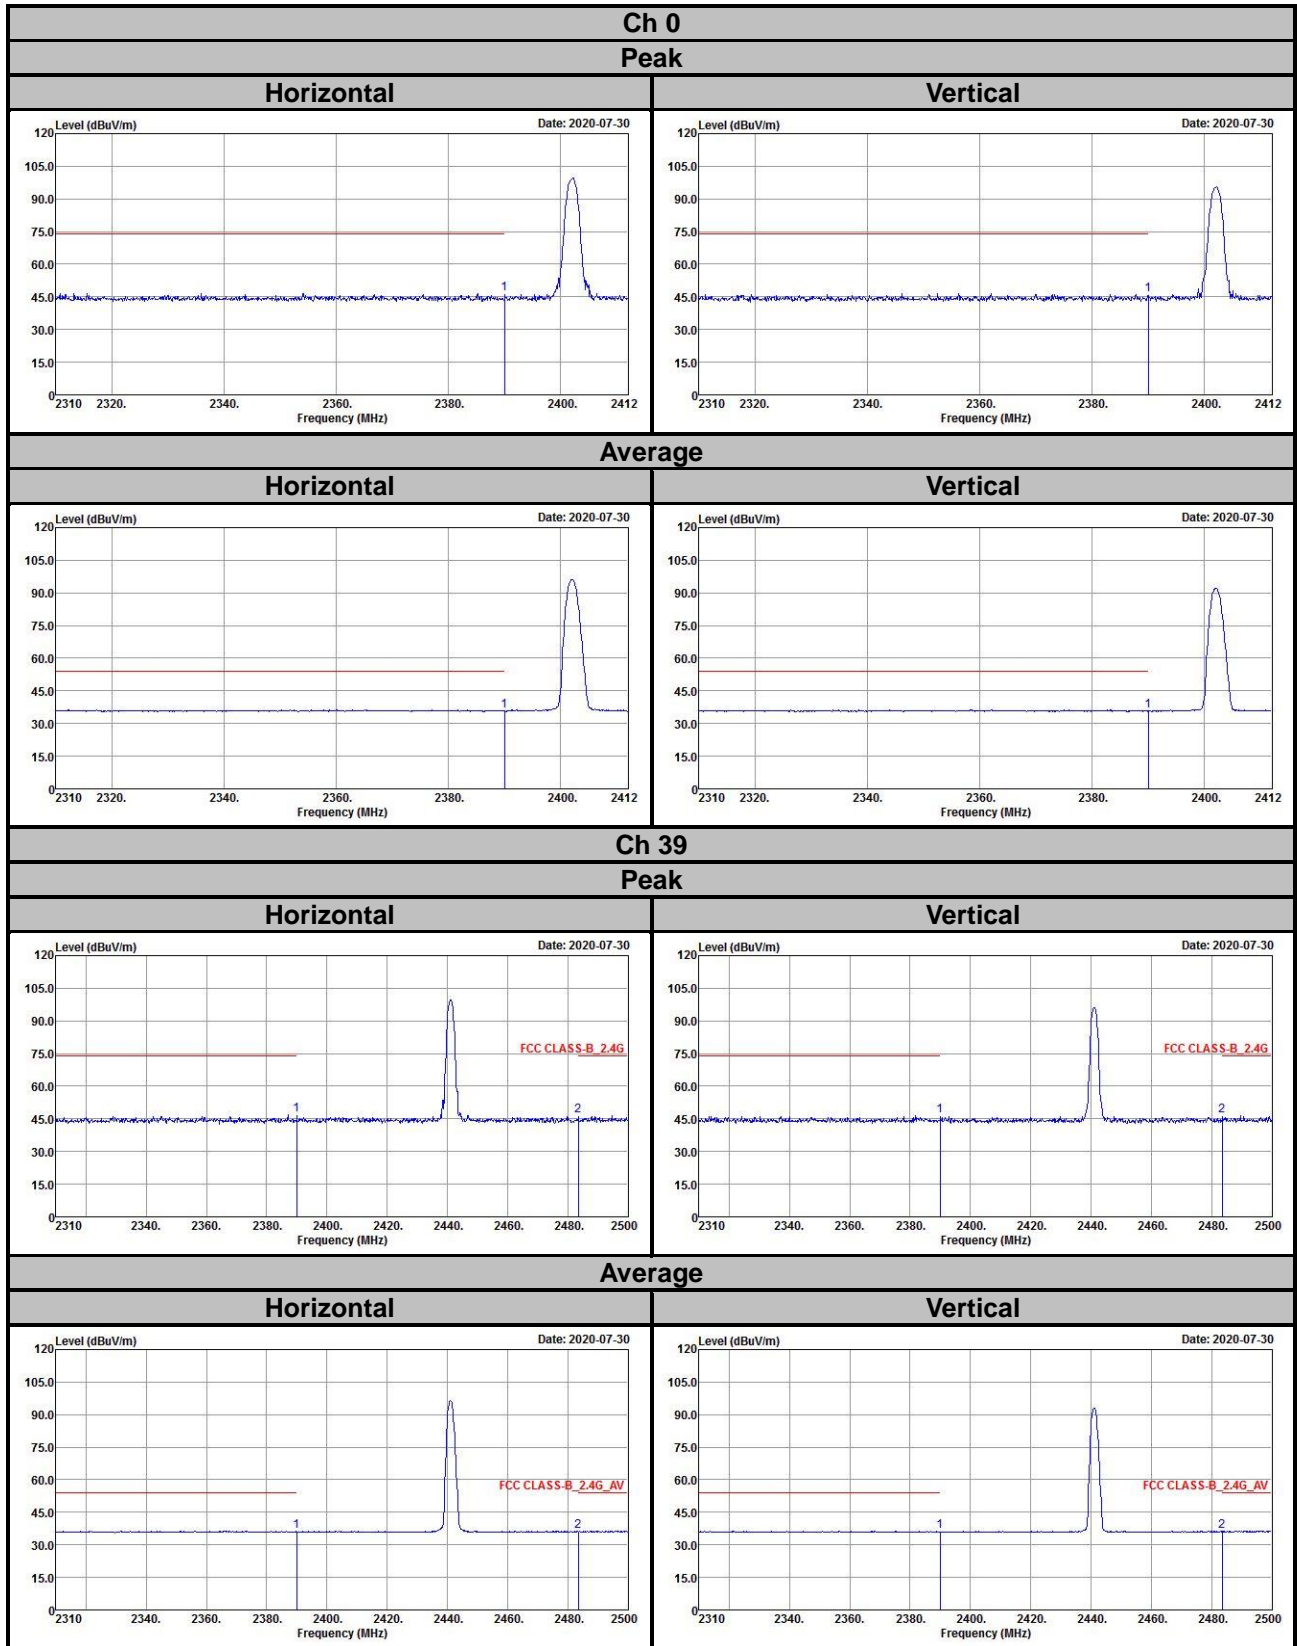 Ch 0
Peak
Horizontal Vertical
Level (dBuV/m) Date: 2020-07-30
120
105.0
90.0
75.0
60.0
45.0
30.0
15.0
0
1
2310 2320. 2340. 2360. 2380. 2400. 2412
Frequency (MHz)
Level (dBuV/m) Date: 2020-07-30
120
105.0
90.0
75.0
60.0
45.0
30.0
15.0
0
1
2310 2320. 2340. 2360. 2380. 2400. 2412
Frequency (MHz)
Average
Horizontal Vertical
Level (dBuV/m) Date: 2020-07-30
120
105.0
90.0
75.0
60.0
45.0
30.0
15.0
0
1
2310 2320. 2340. 2360. 2380. 2400. 2412
Frequency (MHz)
Level (dBuV/m) Date: 2020-07-30
120
105.0
90.0
75.0
60.0
45.0
30.0
15.0
0
1
2310 2320. 2340. 2360. 2380. 2400. 2412
Frequency (MHz)
Ch 39
Peak
Horizontal Vertical
Level (dBuV/m) Date: 2020-07-30
120
105.0
90.0
75.0
60.0
45.0
30.0
15.0
0
FCC CLASS-B_2.4G
1 2
2310 2340. 2360. 2380. 2400. 2420. 2440. 2460. 2480. 2500
Frequency (MHz)
Level (dBuV/m) Date: 2020-07-30
120
105.0
90.0
75.0
60.0
45.0
30.0
15.0
0
FCC CLASS-B_2.4G
1 2
2310 2340. 2360. 2380. 2400. 2420. 2440. 2460. 2480. 2500
Frequency (MHz)
Average
Horizontal Vertical
Level (dBuV/m) Date: 2020-07-30
120
105.0
90.0
75.0
60.0
45.0
30.0
15.0
0
FCC CLASS-B_2.4G_AV
1 2
2310 2340. 2360. 2380. 2400. 2420. 2440. 2460. 2480. 2500
Frequency (MHz)
Level (dBuV/m) Date: 2020-07-30
120
105.0
90.0
75.0
60.0
45.0
30.0
15.0
0
FCC CLASS-B_2.4G_AV
1 2
2310 2340. 2360. 2380. 2400. 2420. 2440. 2460. 2480. 2500
Frequency (MHz)